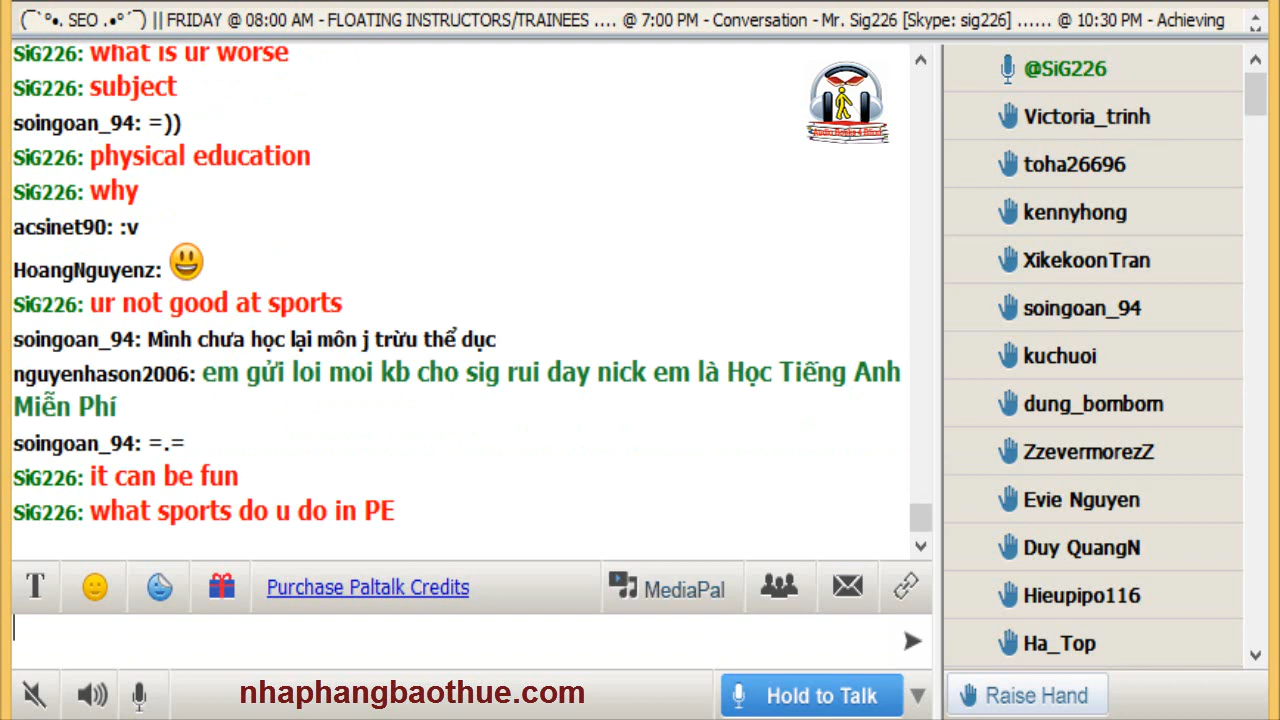 (¯`°•. SEO .•°´¯) || FRIDAY @ 08:00 AM - FLOATING INSTRUCTORS/TRAINEES .... @ 7:00 PM - Conversation - Mr. Sig226 [Skype: sig226] ...... @ 10:30 PM - Achieving
SiG226: what is ur worse
SiG226: subject
soingoan_94: =))
SiG226: physical education
SiG226: why
acsinet90: :v
HoangNguyenz:
SiG226: ur not good at sports
soingoan_94: Mình chưa học lại môn j trừu thể dục
nguyenhason2006: em gửi loi moi kb cho sig rui day nick em là Học Tiếng Anh
Miễn Phí
soingoan_94: =.=
SiG226: it can be fun
SiG226: what sports do u do in PE
T
Purchase Paltalk Credits
MediaPal
nhaphangbaothue.com
Hold to Talk
@SiG226
Victoria_trinh
toha26696
kennyhong
XikekoonTran
soingoan_94
kuchuoi
dung_bombom
ZzevermorezZ
Evie Nguyen
Duy QuangN
Hieupipo116
Ha_Top
Raise Hand